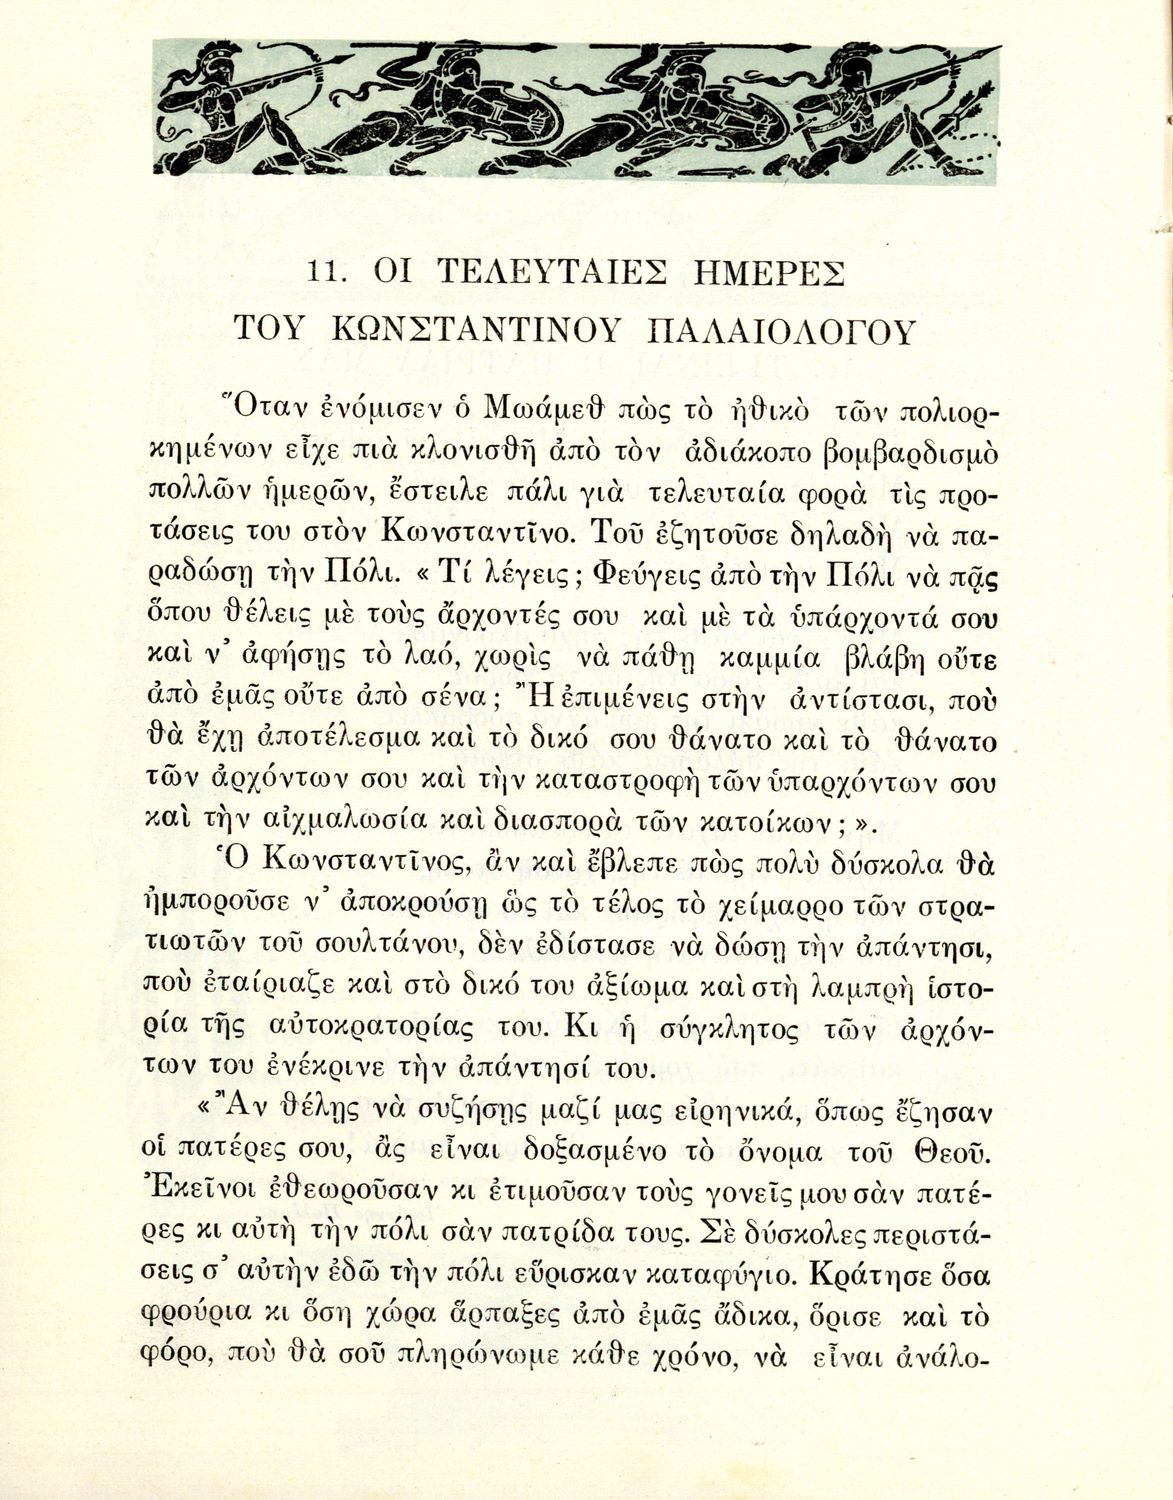 11. ΟΙ ΤΕΛΕΥΤΑΙΕΣ ΗΜΕΡΕΣ
ΤΟΥ ΚΩΝΣΤΑΝΤΙΝΟΥ ΠΑΛΑΙΟΛΟΓΟΥ
Ὅταν ἐνόμισεν ὁ Μωάμεθ πὼς τὸ ἠθικὸ τῶν πολιορ-
κημένων εἶχε πιὰ κλονισθῆ ἀπὸ τὸν ἀδιάκοπο βομβαρδισμὸ
πολλῶν ἡμερῶν, ἔστειλε πάλι γιὰ τελευταία φορὰ τὶς προ-
τάσεις του στὸν Κωνσταντῖνο. Τοῦ ἐζητοῦσε δηλαδὴ νὰ πα-
ραδώσῃ τὴν Πόλι. « Τί λέγεις ; Φεύγεις ἀπὸ τὴν Πόλι νὰ πᾷς
ὅπου θέλεις μὲ τοὺς ἄρχοντές σου καὶ μὲ τὰ ὑπάρχοντά σου
καὶ ν' ἀφήσῃς τὸ λαό, χωρὶς νὰ πάθῃ καμμία βλάβη οὔτε
ἀπὸ ἐμᾶς οὔτε ἀπὸ σένα ; Ἢ ἐπιμένεις στὴν ἀντίστασι, ποὺ
θὰ ἔχῃ ἀποτέλεσμα καὶ τὸ δικό σου θάνατο καὶ τὸ θάνατο
τῶν ἀρχόντων σου καὶ τὴν καταστροφὴ τῶν ὑπαρχόντων σου
καὶ τὴν αἰχμαλωσία καὶ διασπορὰ τῶν κατοίκων ; ».
Ὁ Κωνσταντῖνος, ἂν καὶ ἔβλεπε πὼς πολὺ δύσκολα θὰ
ἠμποροῦσε ν' ἀποκρούσῃ ὣς τὸ τέλος τὸ χείμαρρο τῶν στρα-
τιωτῶν τοῦ σουλτάνου, δὲν ἐδίστασε νὰ δώσῃ τὴν ἀπάντησι,
ποὺ ἐταίριαζε καὶ στὸ δικό του ἀξίωμα καὶ στὴ λαμπρὴ ἱστο-
ρία τῆς αὐτοκρατορίας του. Κι ἡ σύγκλητος τῶν ἀρχόν-
των του ἐνέκρινε τὴν ἀπάντησί του.
« Ἂν θέλῃς νὰ συζήσῃς μαζί μας εἰρηνικά, ὅπως ἔζησαν
οἱ πατέρες σου, ἂς εἶναι δοξασμένο τὸ ὄνομα τοῦ Θεοῦ.
Ἐκεῖνοι ἐθεωροῦσαν κι ἐτιμοῦσαν τοὺς γονεῖς μου σὰν πατέ-
ρες κι αὐτὴ τὴν πόλι σὰν πατρίδα τους. Σὲ δύσκολες περιστά-
σεις σ' αὐτὴν ἐδῶ τὴν πόλι εὕρισκαν καταφύγιο. Κράτησε ὅσα
φρούρια κι ὅση χώρα ἅρπαξες ἀπὸ ἐμᾶς ἄδικα, ὅρισε καὶ τὸ
φόρο, ποὺ θὰ σοῦ πληρώνωμε κάθε χρόνο, νὰ εἶναι ἀνάλο-